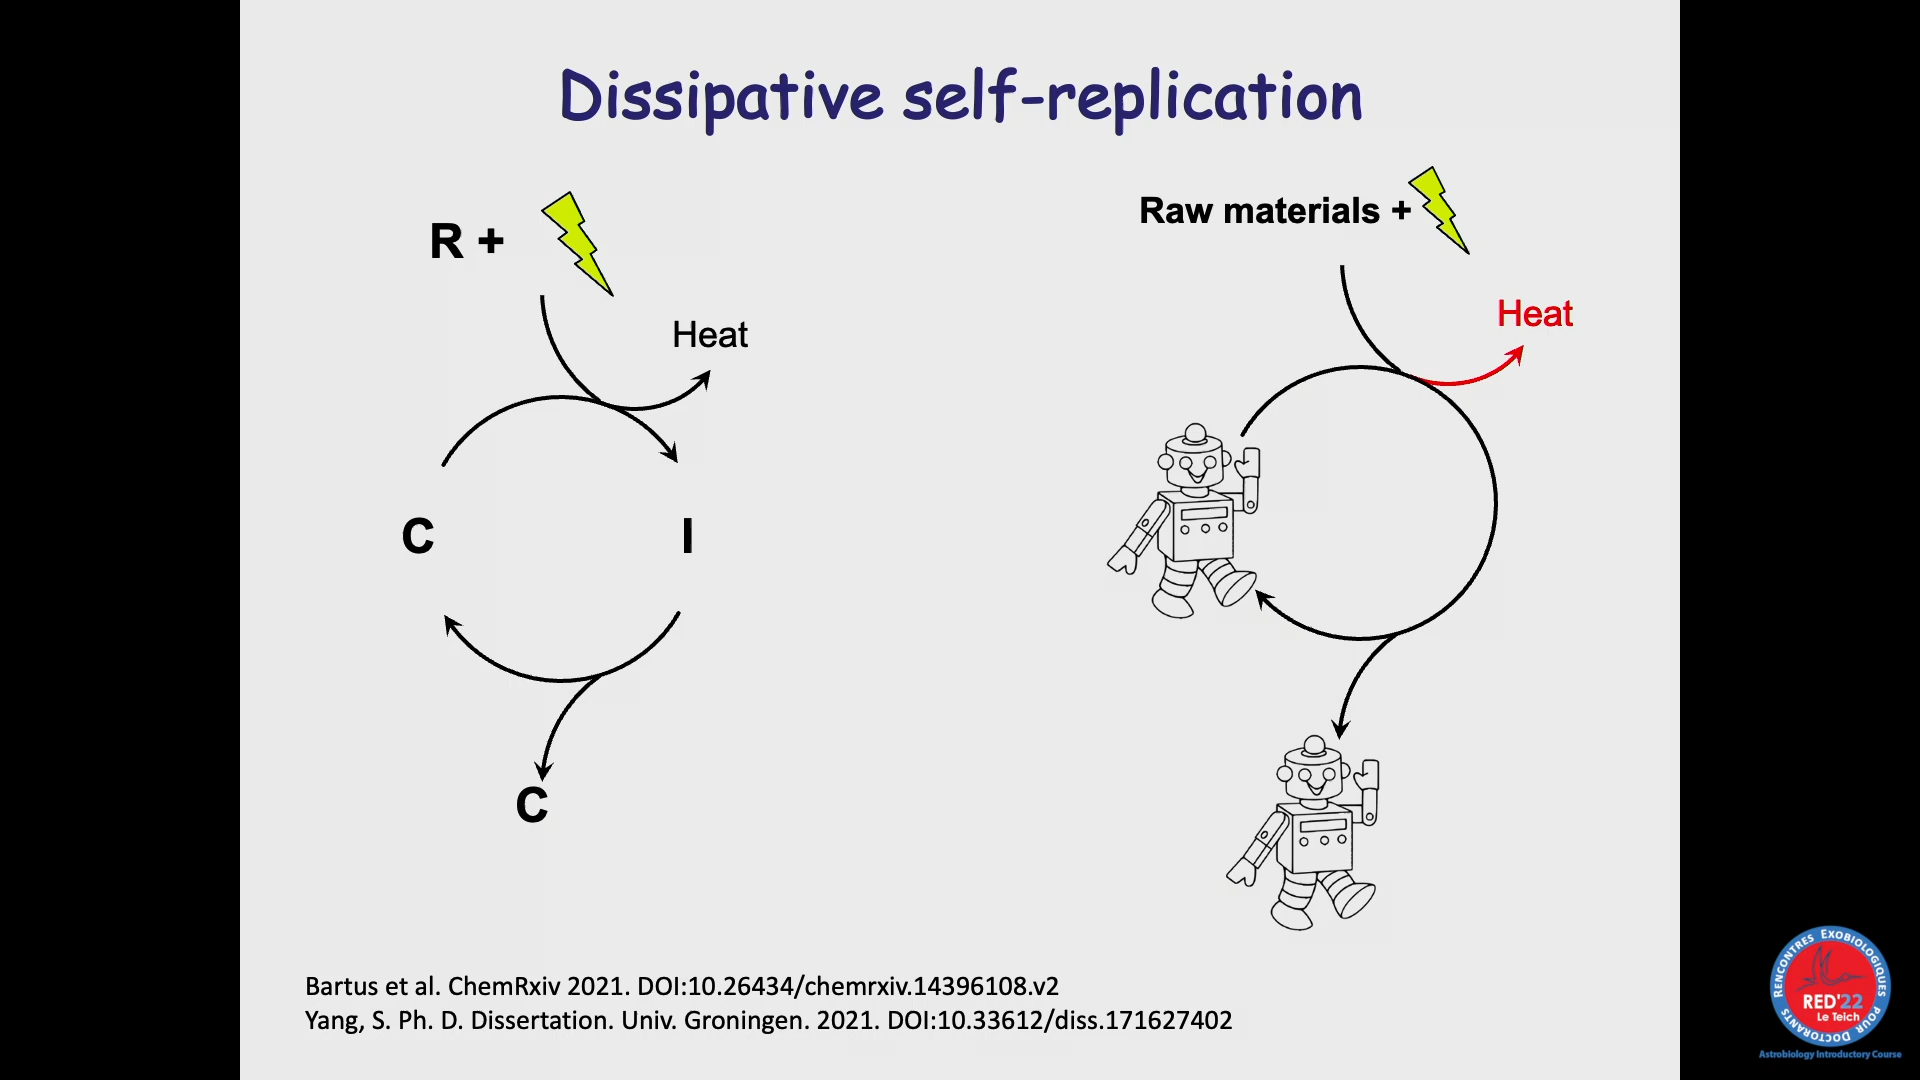 Dissipative self-replication
R +
Heat
C
I
C
Raw materials +
Heat
Bartus et al. ChemRxiv 2021. DOI:10.26434/chemrxiv.14396108.v2
Yang, S. Ph. D. Dissertation. Univ. Groningen. 2021. DOI:10.33612/diss.171627402
RENCONTRES EXOBIOLOGIQUES POUR DOCTORANTS
RED'22
Le Teich
Astrobiology Introductory Course